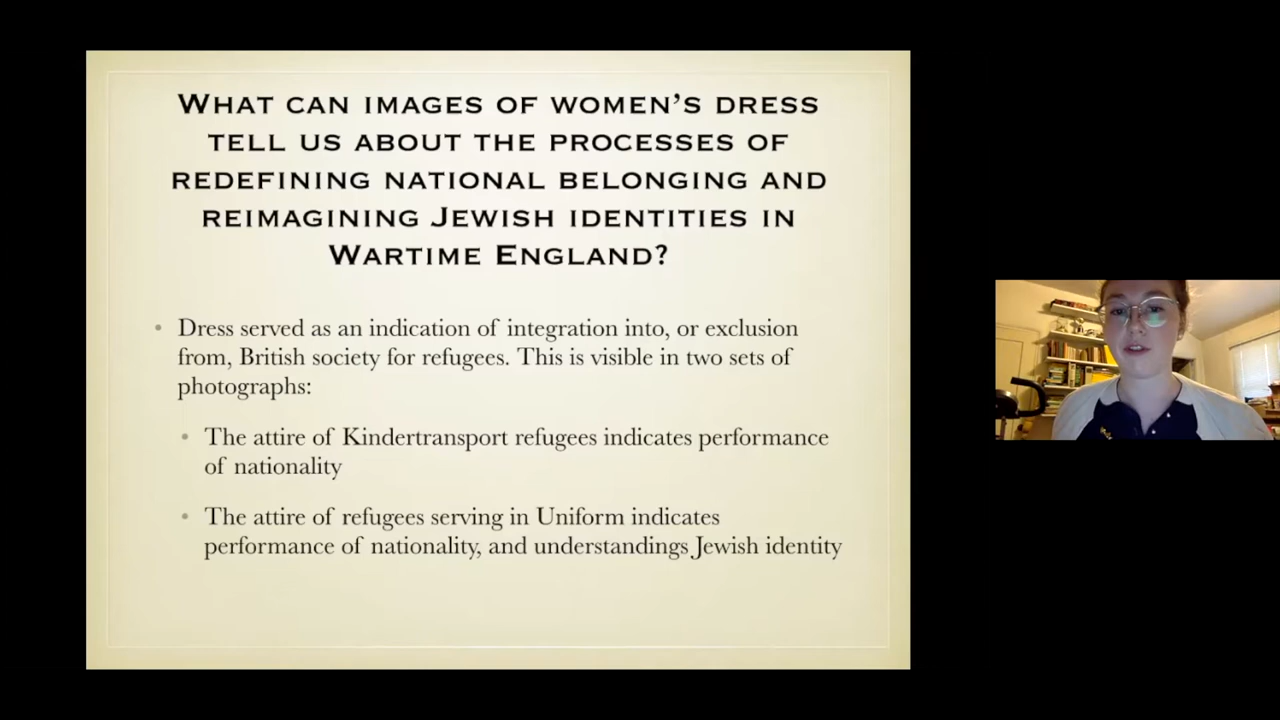 What can images of women’s dress
tell us about the processes of
redefining national belonging and
reimagining Jewish identities in
Wartime England?
• Dress served as an indication of integration into, or exclusion
from, British society for refugees. This is visible in two sets of
photographs:
• The attire of Kindertransport refugees indicates performance
of nationality
• The attire of refugees serving in Uniform indicates
performance of nationality, and understandings Jewish identity